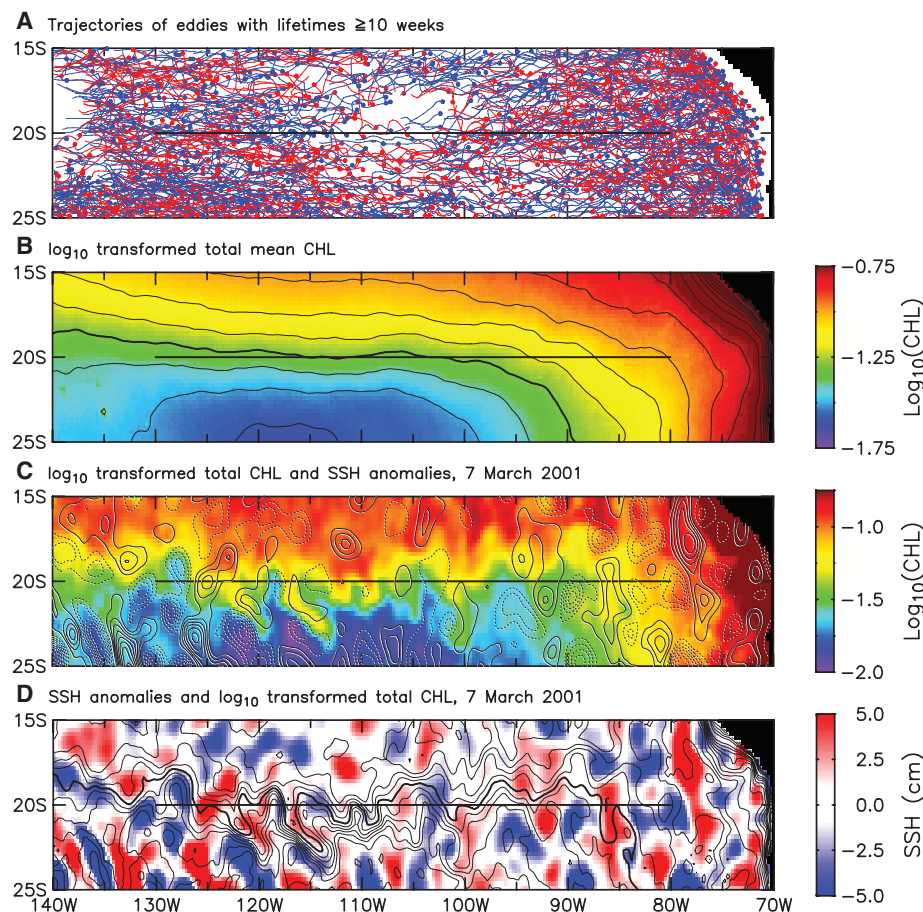 A Trajectories of eddies with lifetimes ≧10 weeks
15S
20S
25S
B log10 transformed total mean CHL
15S
20S
25S
−0.75
−1.25
−1.75
Log10(CHL)
C log10 transformed total CHL and SSH anomalies, 7 March 2001
15S
20S
25S
−1.0
−1.5
−2.0
Log10(CHL)
D SSH anomalies and log10 transformed total CHL, 7 March 2001
15S
20S
25S
140W 130W 120W 110W 100W 90W 80W 70W
5.0
2.5
0.0
−2.5
−5.0
SSH (cm)